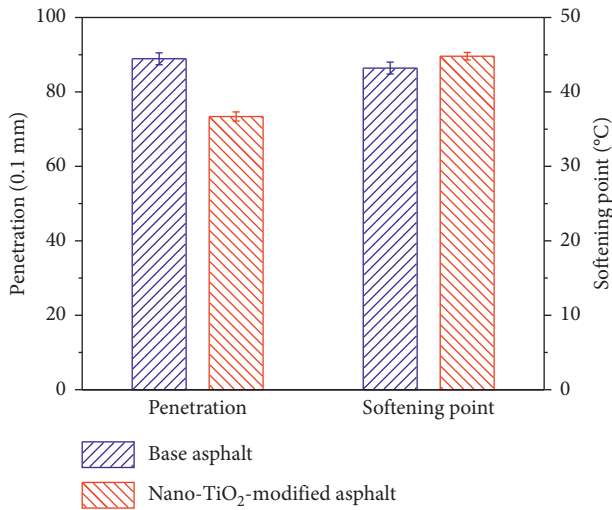 100
80
60
40
20
0
Penetration (0.1 mm)
50
40
30
20
10
0
Softening point (°C)
Penetration
Softening point
Base asphalt
Nano-TiO₂-modified asphalt